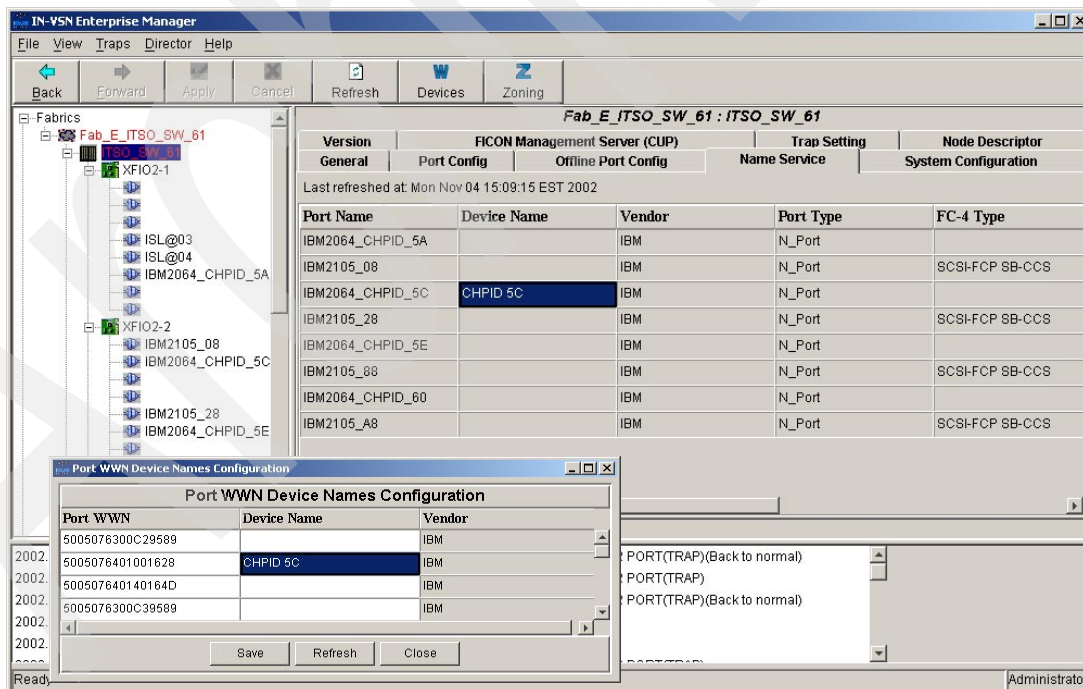 IN-VSN Enterprise Manager
File View Traps Director Help
Back Forward Apply Cancel Refresh Devices Zoning
Fabrics
Fab_E_ITSO_SW_61
ITSO_SW_61
XFIO2-1
ISL@03
ISL@04
IBM2064_CHPID_5A
XFIO2-2
IBM2105_08
IBM2064_CHPID_5C
IBM2105_28
IBM2064_CHPID_5E
Fab_E_ITSO_SW_61 : ITSO_SW_61
Version FICON Management Server (CUP) Trap Setting Node Descriptor
General Port Config Offline Port Config Name Service System Configuration
Last refreshed at: Mon Nov 04 15:09:15 EST 2002
Port Name Device Name Vendor Port Type FC-4 Type
IBM2064_CHPID_5A IBM N_Port
IBM2105_08 IBM N_Port SCSI-FCP SB-CCS
IBM2064_CHPID_5C CHPID 5C IBM N_Port
IBM2105_28 IBM N_Port SCSI-FCP SB-CCS
IBM2064_CHPID_5E IBM N_Port
IBM2105_88 IBM N_Port SCSI-FCP SB-CCS
IBM2064_CHPID_60 IBM N_Port
IBM2105_A8 IBM N_Port SCSI-FCP SB-CCS
Port WWN Device Names Configuration
Port WWN Device Names Configuration
Port WWN Device Name Vendor
5005076300C29589 IBM
5005076401001628 CHPID 5C IBM
500507640140164D IBM
5005076300C39589 IBM
Save Refresh Close
2002. PORT(TRAP)(Back to normal)
2002. PORT(TRAP)
2002. PORT(TRAP)(Back to normal)
2002.
2002.
Ready Administrato